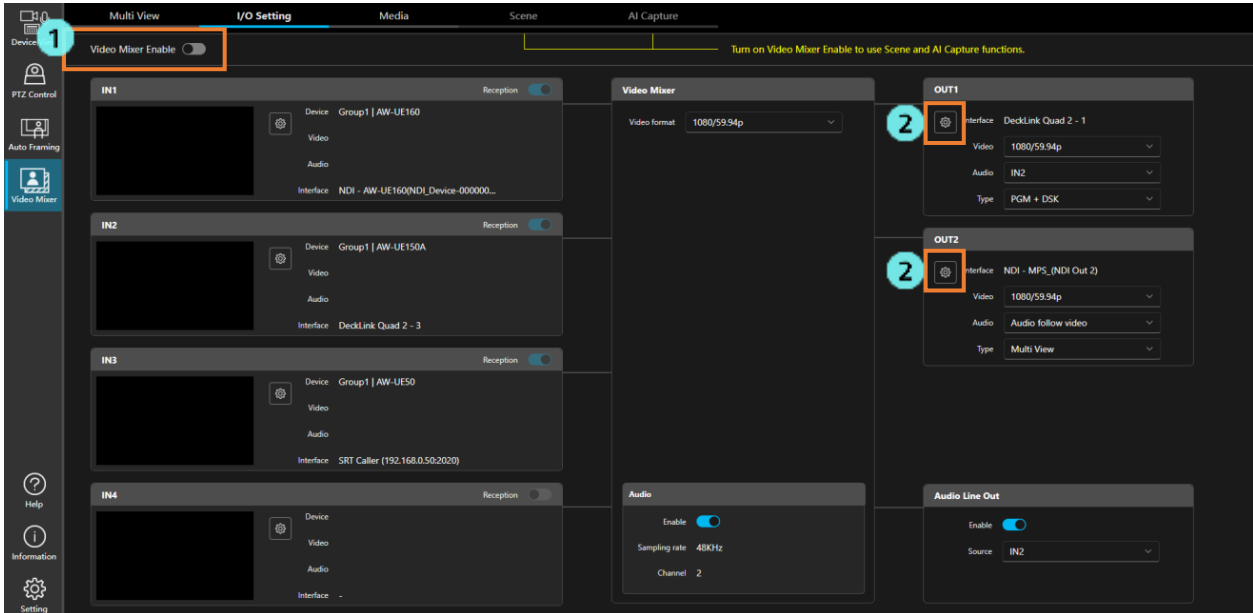 Multi View
I/O Setting
Media
Scene
AI Capture
1
Video Mixer Enable
Turn on Video Mixer Enable to use Scene and AI Capture functions.
PTZ Control
Auto Framing
Video Mixer
Help
Information
Setting
IN1
Reception
Device Group1 | AW-UE160
Video
Audio
Interface NDI - AW-UE160(NDI_Device-000000...
IN2
Reception
Device Group1 | AW-UE150A
Video
Audio
Interface DeckLink Quad 2 - 3
IN3
Reception
Device Group1 | AW-UE50
Video
Audio
Interface SRT Caller (192.168.0.50:2020)
IN4
Reception
Device
Video
Audio
Interface -
Video Mixer
Video format 1080/59.94p
Audio
Enable
Sampling rate 48KHz
Channel 2
OUT1
2
nterface DeckLink Quad 2 - 1
Video 1080/59.94p
Audio IN2
Type PGM + DSK
OUT2
2
nterface NDI - MPS_(NDI Out 2)
Video 1080/59.94p
Audio Audio follow video
Type Multi View
Audio Line Out
Enable
Source IN2